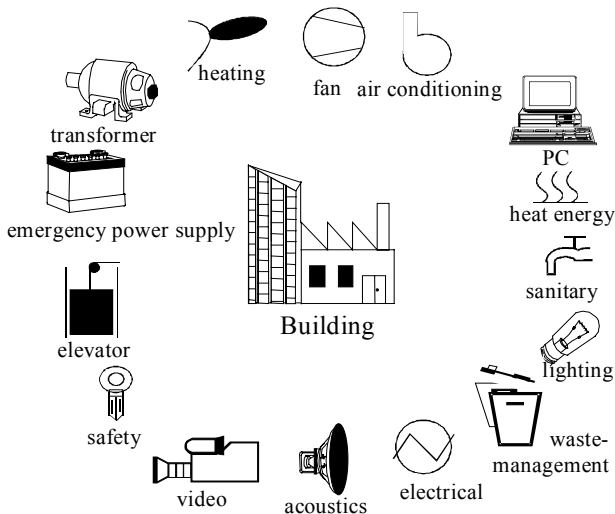 heating
fan
air conditioning
transformer
PC
emergency power supply
heat energy
sanitary
Building
elevator
lighting
safety
waste-
management
video
acoustics
electrical